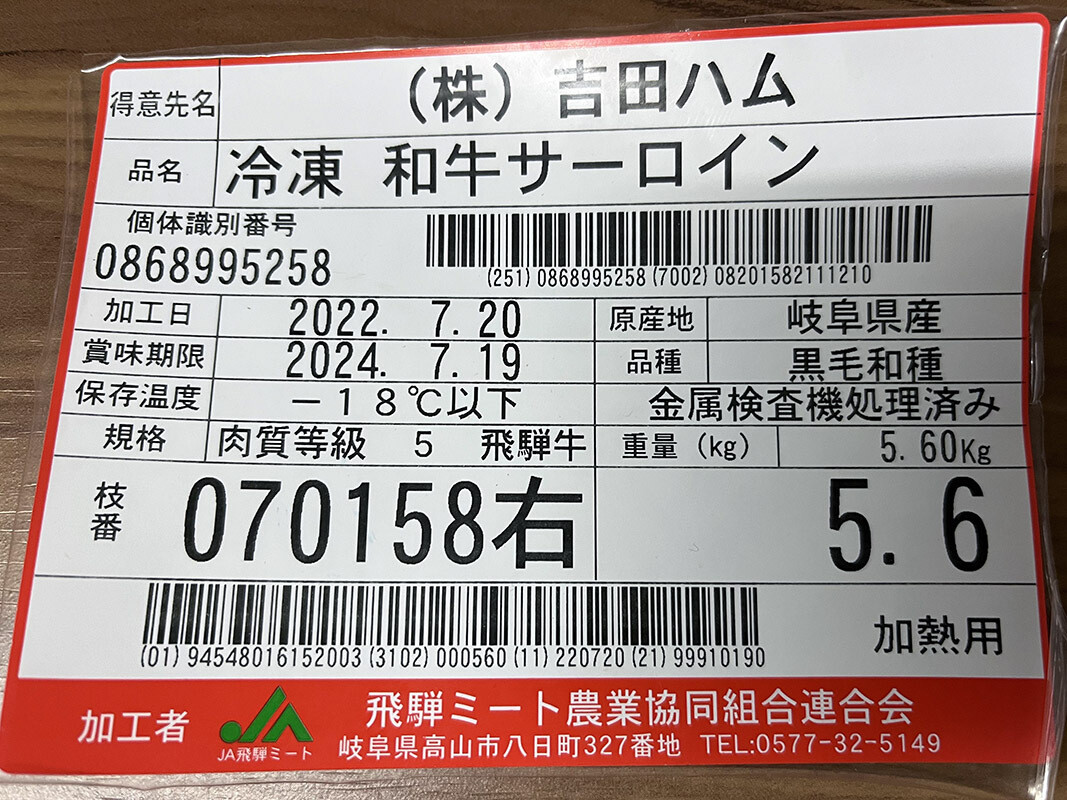 得意先名 (株) 吉田ハム
品名 冷凍 和牛サーロイン
個体識別番号
0868995258
(251) 0868995258 (7002) 08201582111210
加工日 2022. 7. 20 原産地 岐阜県産
賞味期限 2024. 7. 19 品種 黒毛和種
保存温度 -18℃以下 金属検査機処理済み
規格 肉質等級 5 飛騨牛 重量 (kg) 5. 60Kg
枝番 070158右 5. 6
(01) 94548016152003 (3102) 000560 (11) 220720 (21) 99910190
加熱用
加工者 JA飛騨ミート 飛騨ミート農業協同組合連合会
岐阜県高山市八日町327番地 TEL:0577-32-5149